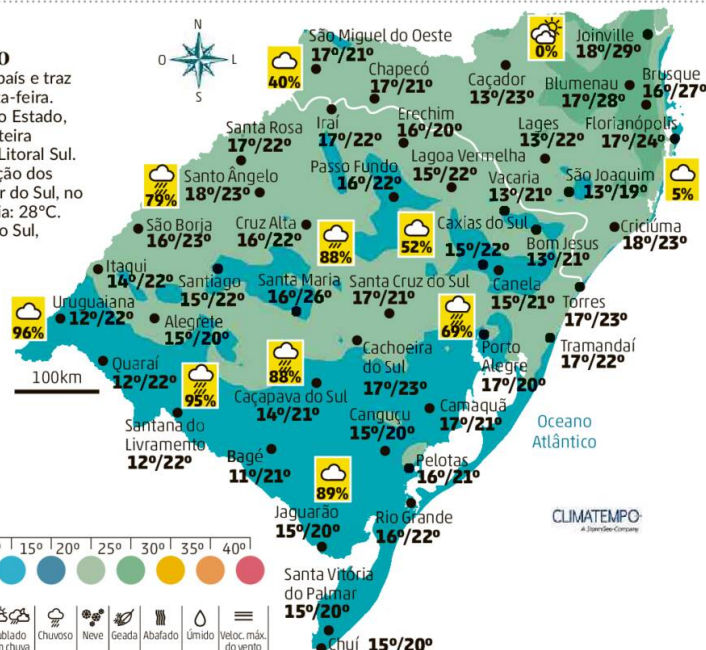 país e traz
a-feira.
o Estado,
teira
Litoral Sul.
ção dos
r do Sul, no
ia: 28°C.
o Sul,
N
O
L
S
São Miguel do Oeste
17º/21º
40%
Chapecó
17º/21º
0%
Caçador
13º/23º
Joinville
18º/29º
Blumenau
17º/28º
Brusque
16º/27º
Florianópolis
17º/24º
Iraí
17º/22º
Erechim
16º/20º
Lages
13º/22º
Santa Rosa
17º/22º
Passo Fundo
16º/22º
Lagoa Vermelha
15º/22º
Vacaria
13º/21º
São Joaquim
13º/19º
5%
79%
Santo Ângelo
18º/23º
São Borja
16º/23º
Cruz Alta
16º/22º
88%
52%
Caxias do Sul
15º/22º
Bom Jesus
13º/21º
Criciúma
18º/23º
Itaqui
14º/22º
Santiago
15º/22º
Santa Maria
16º/26º
Santa Cruz do Sul
17º/21º
Canela
15º/21º
Torres
17º/23º
Uruguaiana
12º/22º
96%
Alegrete
15º/20º
69%
Porto
Alegre
17º/20º
Tramandaí
17º/22º
Quaraí
12º/22º
100km
95%
88%
Cachoeira
do Sul
17º/23º
Caçapava do Sul
14º/21º
Camaquã
17º/21º
Canguçu
15º/20º
Oceano
Atlântico
Santana do
Livramento
12º/22º
Bagé
11º/21º
89%
Pelotas
16º/21º
Jaguarão
15º/20º
Rio Grande
16º/22º
CLIMATEMPO
A StormGeo Company
15º 20º 25º 30º 35º 40º
Santa Vitória
do Palmar
15º/20º
Chuí 15º/20º
ublado
m chuva
Chuvoso
Neve
Geada
Abafado
Úmido
Veloc. máx.
do vento